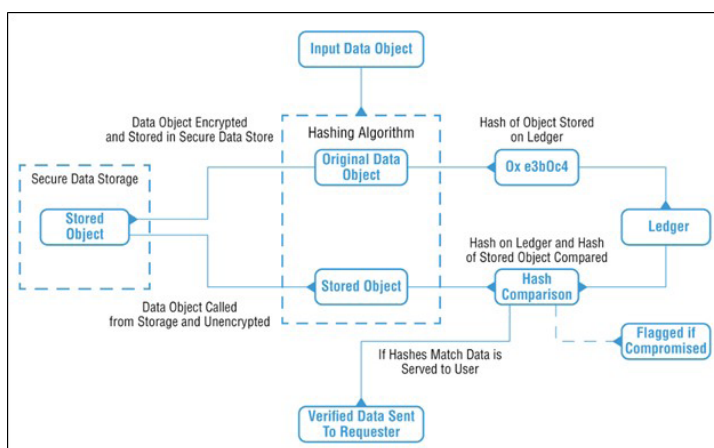 Input Data Object
Data Object Encrypted
and Stored in Secure Data Store
Hashing Algorithm
Hash of Object Stored
on Ledger
Original Data
Object
Ox e3bOc4
Secure Data Storage
Stored
Object
Ledger
Hash on Ledger and Hash
of Stored Object Compared
Stored Object
Hash
Comparison
Data Object Called
from Storage and Unencrypted
Flagged if
Compromised
If Hashes Match Data is
Served to User
Verified Data Sent
To Requester